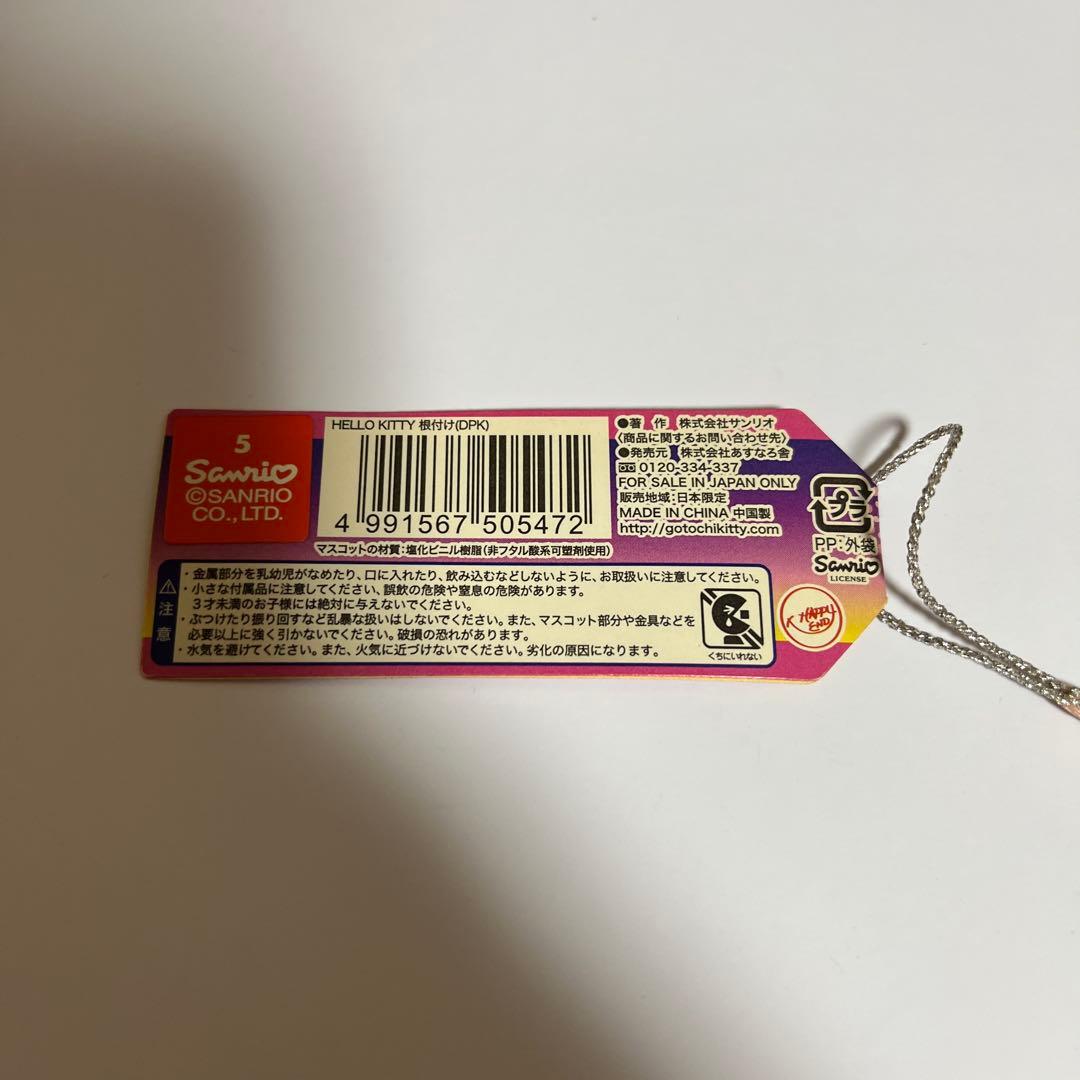 5
Sanrio
©SANRIO
CO.,LTD.
HELLO KITTY 根付け(DPK)
4 991567 505472
マスコットの材質:塩化ビニル樹脂(非フタル酸系可塑剤使用)
●著 作 株式会社サンリオ
〈商品に関するお問い合わせ先〉
●発売元 株式会社あすなろ舎
0120-334-337
FOR SALE IN JAPAN ONLY
販売地域:日本限定
MADE IN CHINA 中国製
http://gotochikitty.com
プラ
PP:外袋
Sanrio
LICENSE
注意
・金属部分を乳幼児がなめたり、口に入れたり、飲み込むなどしないように、お取扱いに注意してください。
・小さな付属品に注意してください、誤飲の危険や窒息の危険があります。
3才未満のお子様には絶対に与えないでください。
・ぶつけたり振り回すなど乱暴な扱いはしないでください。また、マスコット部分や金具などを
必要以上に強く引かないでください。破損の恐れがあります。
・水気を避けてください。また、火気に近づけないでください。劣化の原因になります。
くちにいれない
HAPPY
END